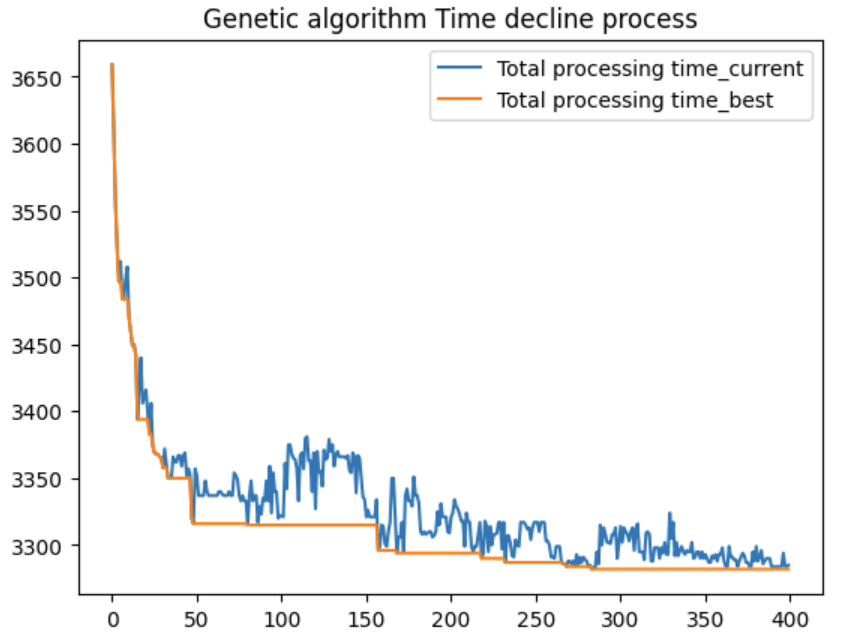 Genetic algorithm Time decline process
Total processing time_current
Total processing time_best
3650
3600
3550
3500
3450
3400
3350
3300
0 50 100 150 200 250 300 350 400